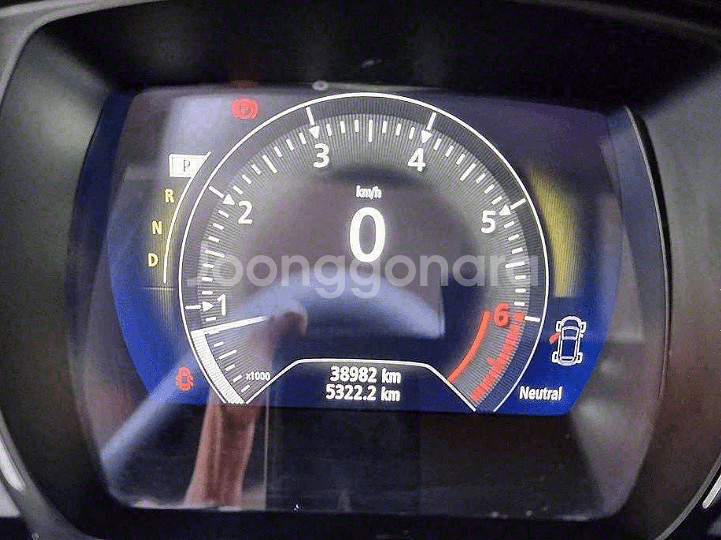 P
R
N
D
1
2
3
4
5
6
km/h
0
Joonggonara
x1000
38982 km
5322.2 km
Neutral